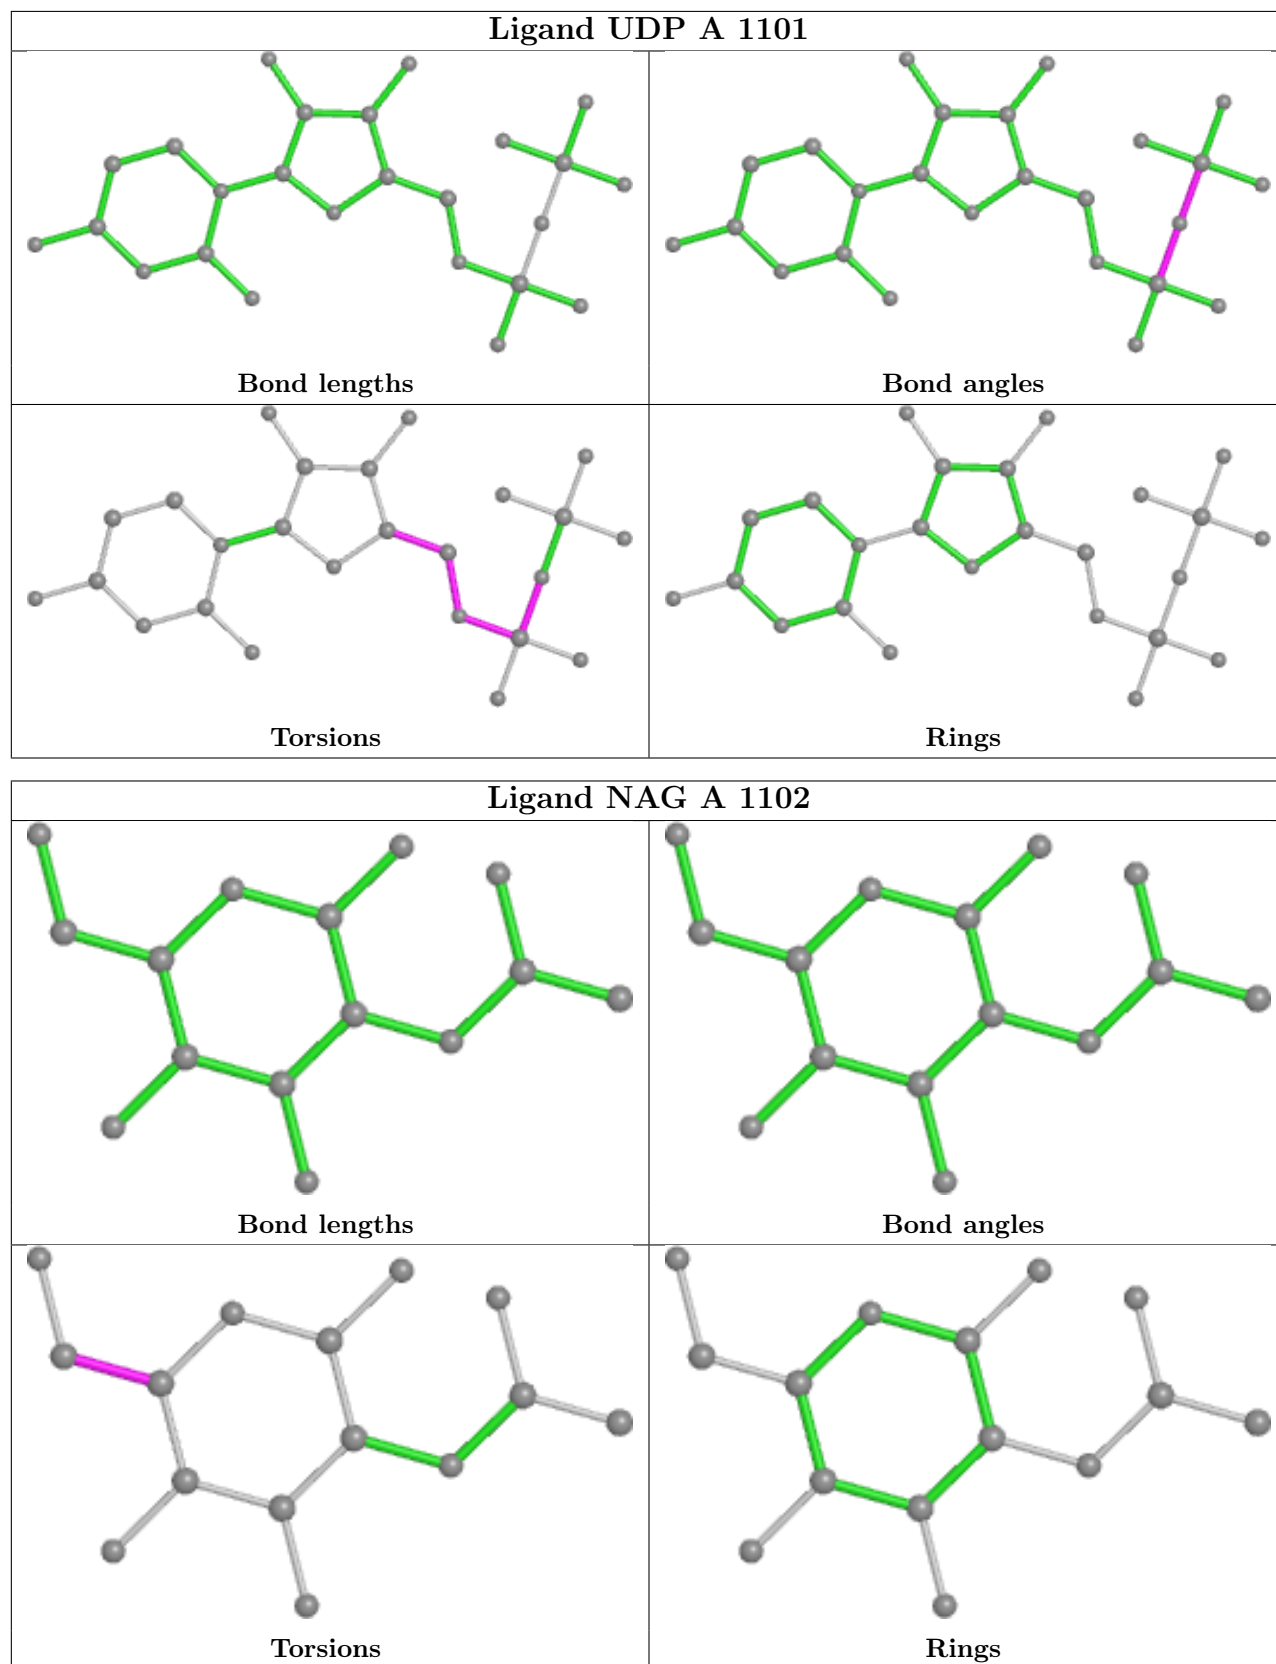 Ligand UDP A 1101
Bond lengths
Bond angles
Torsions
Rings
Ligand NAG A 1102
Bond lengths
Bond angles
Torsions
Rings